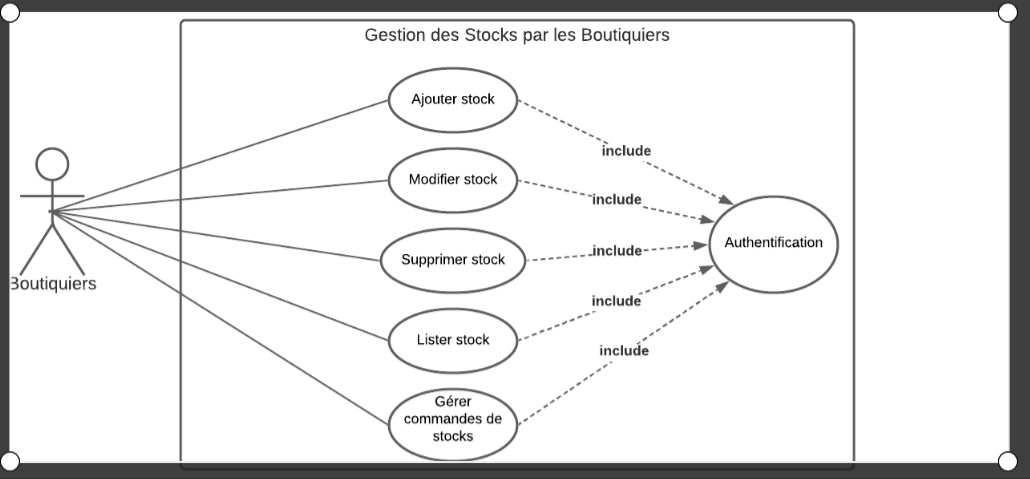 Gestion des Stocks par les Boutiquiers
Ajouter stock
include
Modifier stock
include
Authentification
Supprimer stock
include
Boutiquiers
Lister stock
include
include
Gérer
commandes de
stocks